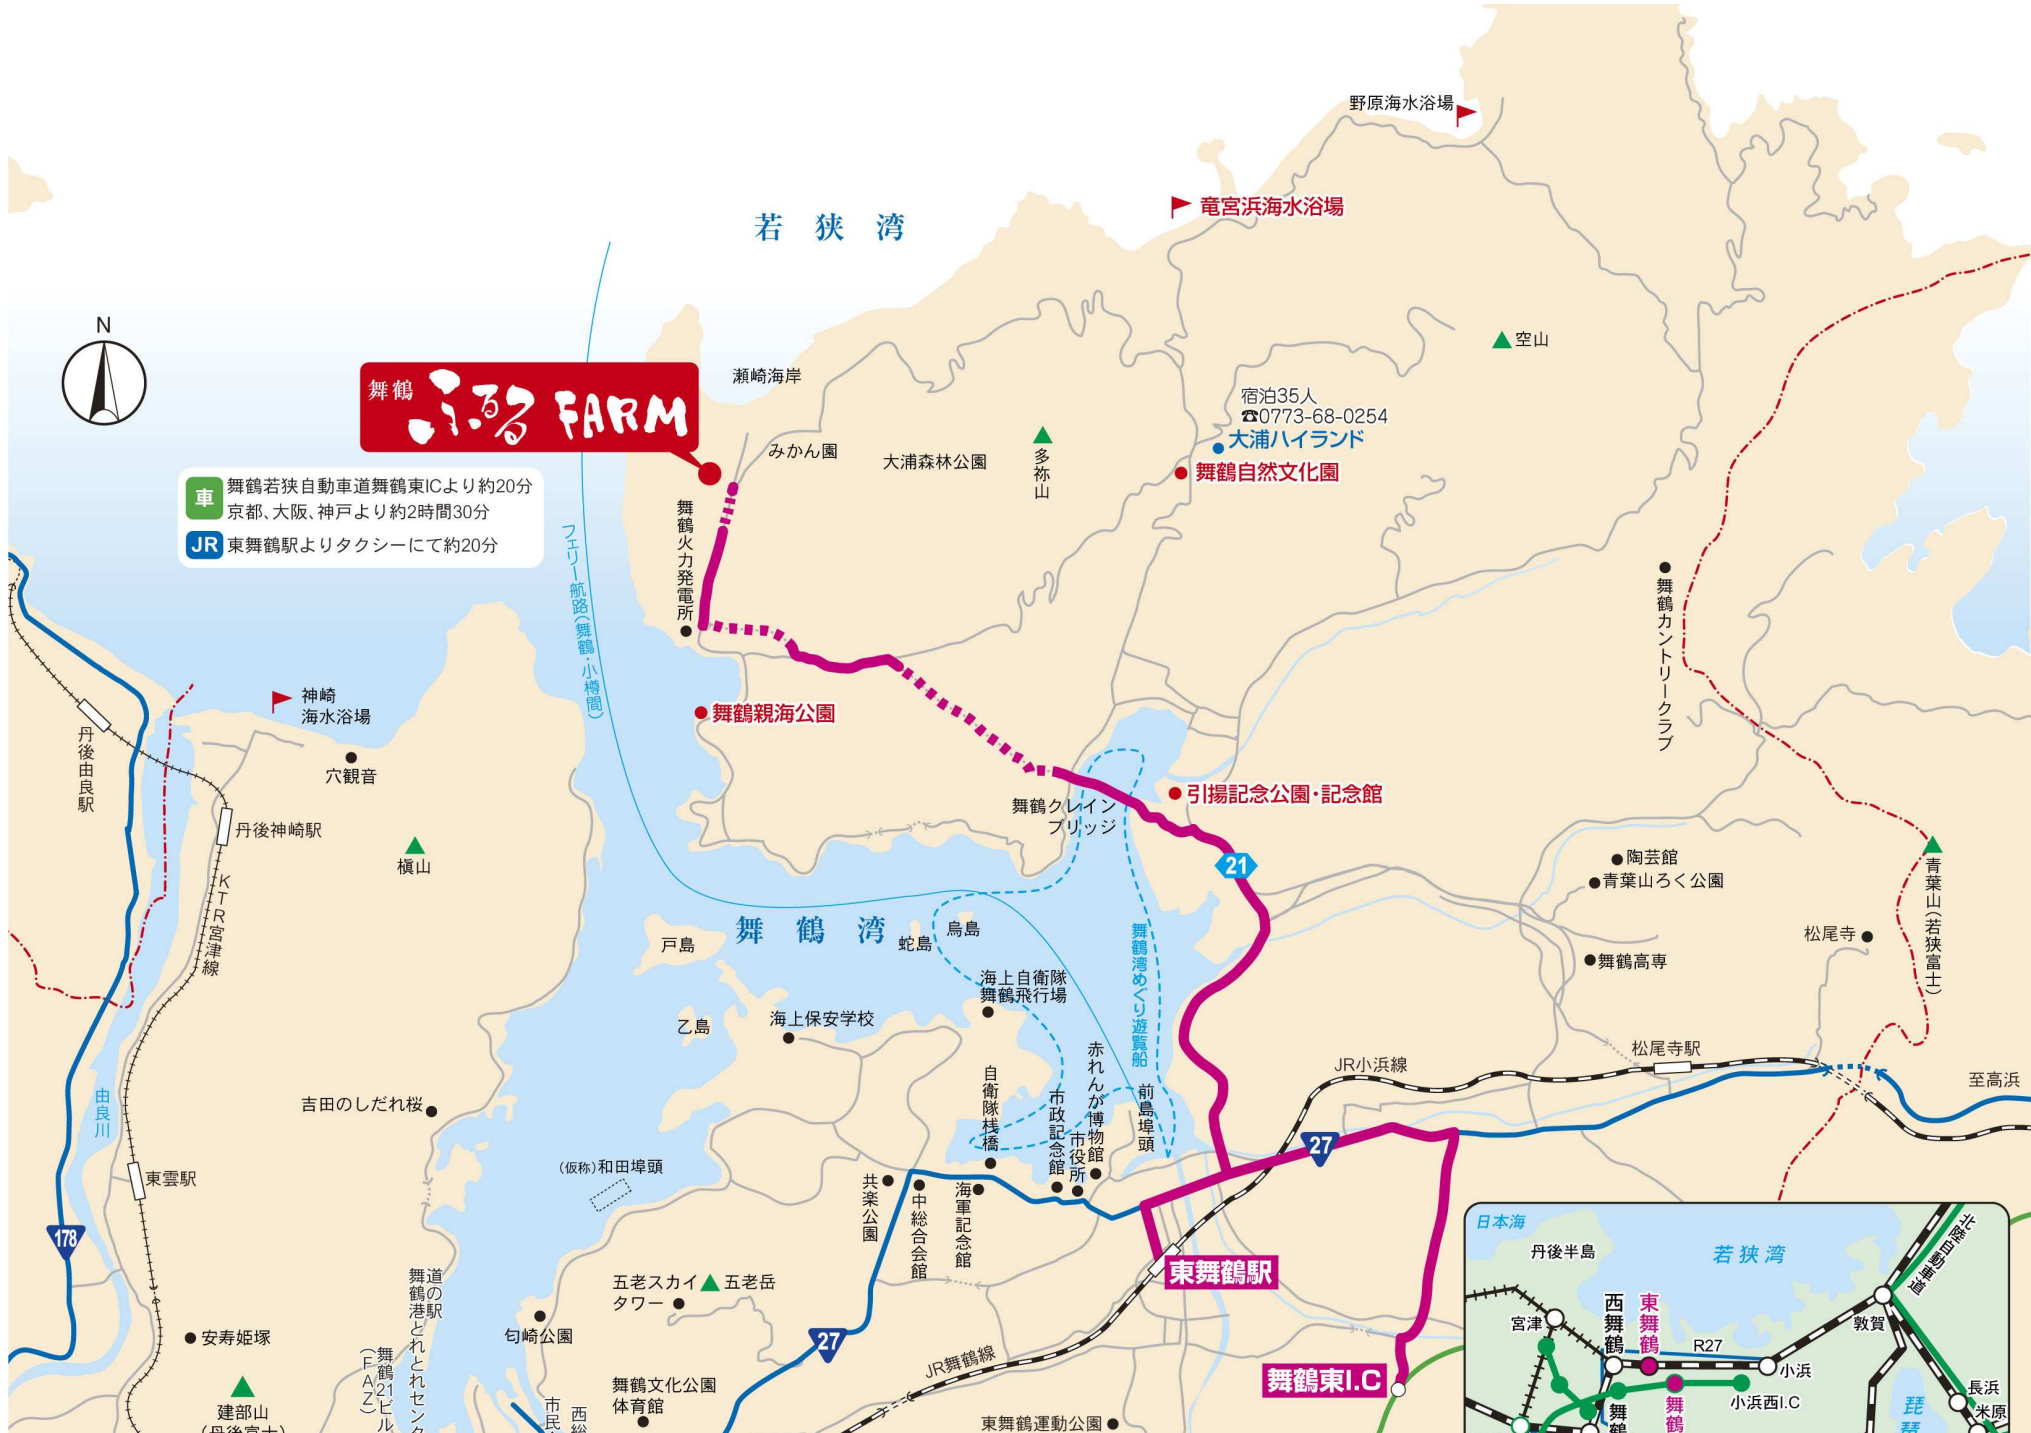 野原海水浴場
竜宮浜海水浴場
若狭湾
N
瀬崎海岸
空山
舞鶴
ふるる FARM
宿泊35人
☎0773-68-0254
大浦ハイランド
みかん園
大浦森林公園
多祢山
舞鶴自然文化園
車
舞鶴若狭自動車道舞鶴東ICより約20分
京都、大阪、神戸より約2時間30分
JR
東舞鶴駅よりタクシーにて約20分
舞鶴火力発電所
フェリー航路(舞鶴・小樽間)
舞鶴カントリークラブ
神崎
海水浴場
舞鶴親海公園
丹後由良駅
穴観音
引揚記念公園・記念館
舞鶴クレイン
ブリッジ
丹後神崎駅
槇山
21
陶芸館
青葉山ろく公園
青葉山(若狭富士)
KTR宮津線
舞鶴湾
戸島
蛇島
烏島
舞鶴湾めぐり遊覧船
松尾寺
舞鶴高専
海上自衛隊
舞鶴飛行場
乙島
海上保安学校
松尾寺駅
JR小浜線
至高浜
由良川
吉田のしだれ桜
自衛隊桟橋
市政記念館
市役所
赤れんが博物館
前島埠頭
27
(仮称)和田埠頭
東雲駅
共楽公園
中総合会館
海軍記念館
178
道の駅
舞鶴港とれとれセンタ
五老スカイ
タワー
五老岳
東舞鶴駅
安寿姫塚
匂崎公園
27
舞鶴21ビル
(FAZ)
JR舞鶴線
舞鶴東I.C
舞鶴文化公園
体育館
建部山
(丹後富士)
市民
西総
東舞鶴運動公園
日本海
丹後半島
若狭湾
北陸自動車道
宮津
西舞鶴
東舞鶴
R27
敦賀
小浜
小浜西I.C
舞鶴
舞鶴
長浜
米原
琵琶